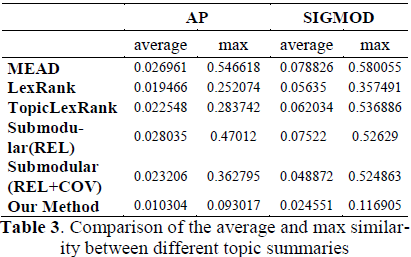 AP SIGMOD
average max average max
MEAD 0.026961 0.546618 0.078826 0.580055
LexRank 0.019466 0.252074 0.05635 0.357491
TopicLexRank 0.022548 0.283742 0.062034 0.536886
Submodu-
lar(REL) 0.028035 0.47012 0.07522 0.52629
Submodular
(REL+COV) 0.023206 0.362795 0.048872 0.524863
Our Method 0.010304 0.093017 0.024551 0.116905
Table 3. Comparison of the average and max similar-
ity between different topic summaries